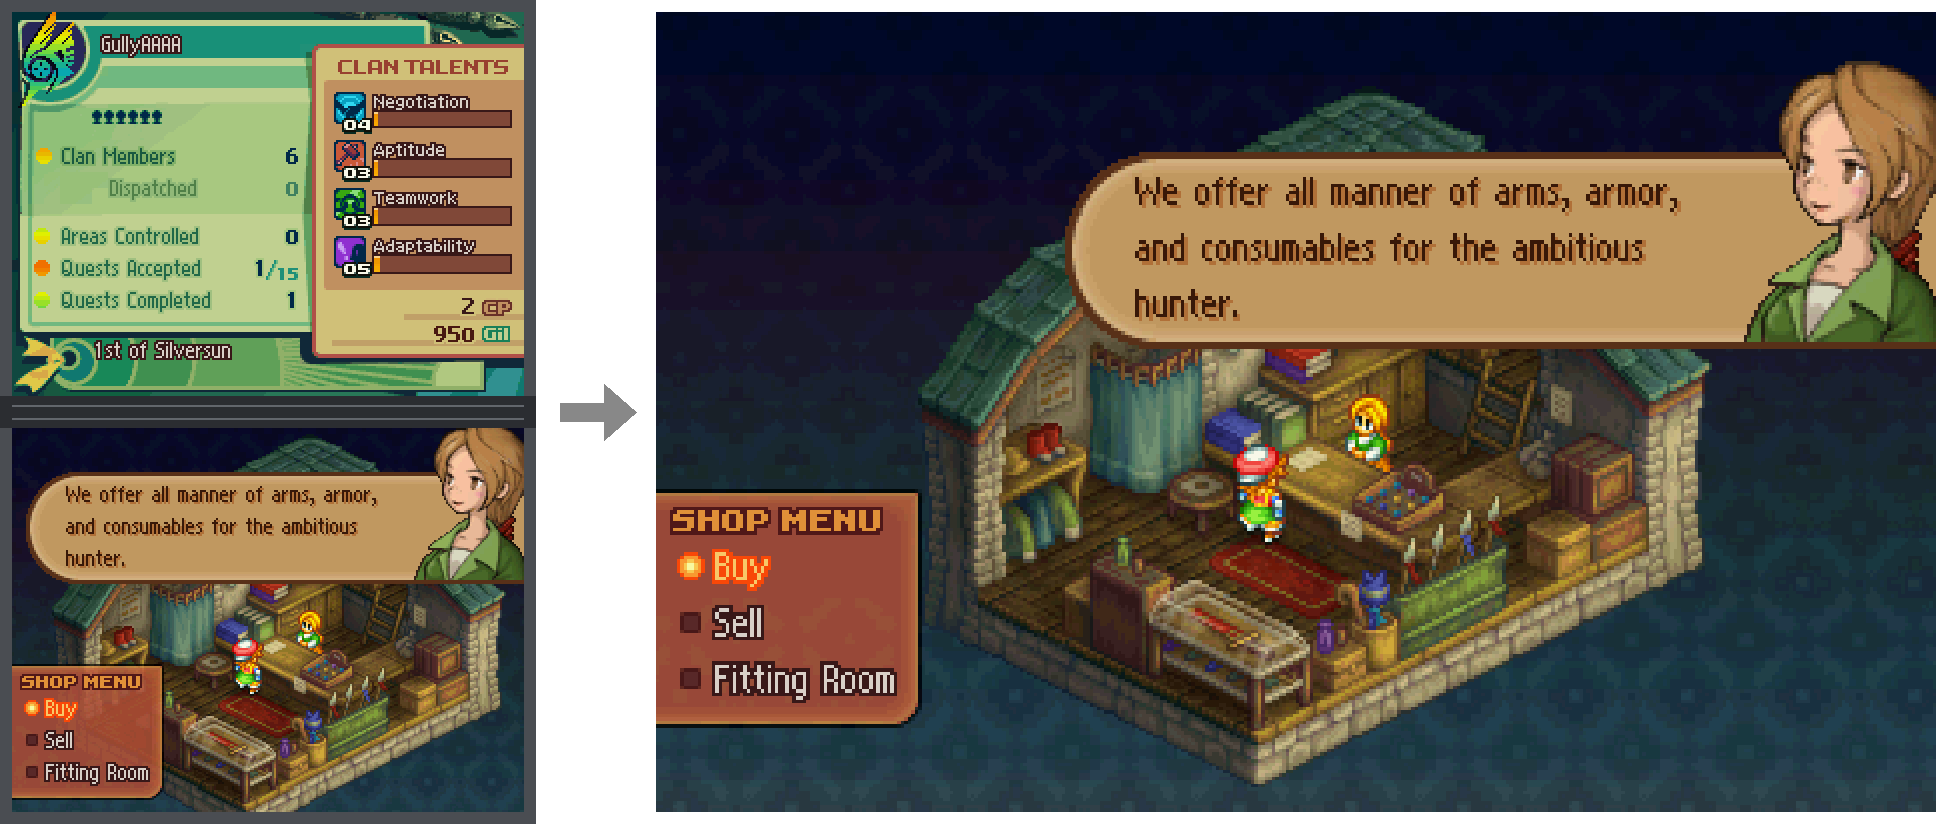 GullyAAAA
Clan Members 6
Dispatched 0
Areas Controlled 0
Quests Accepted 1/15
Quests Completed 1
1st of Silversun
CLAN TALENTS
Negotiation
04
Aptitude
03
Teamwork
03
Adaptability
05
2 CP
950 Gil
We offer all manner of arms, armor,
and consumables for the ambitious
hunter.
SHOP MENU
Buy
Sell
Fitting Room
We offer all manner of arms, armor,
and consumables for the ambitious
hunter.
SHOP MENU
Buy
Sell
Fitting Room